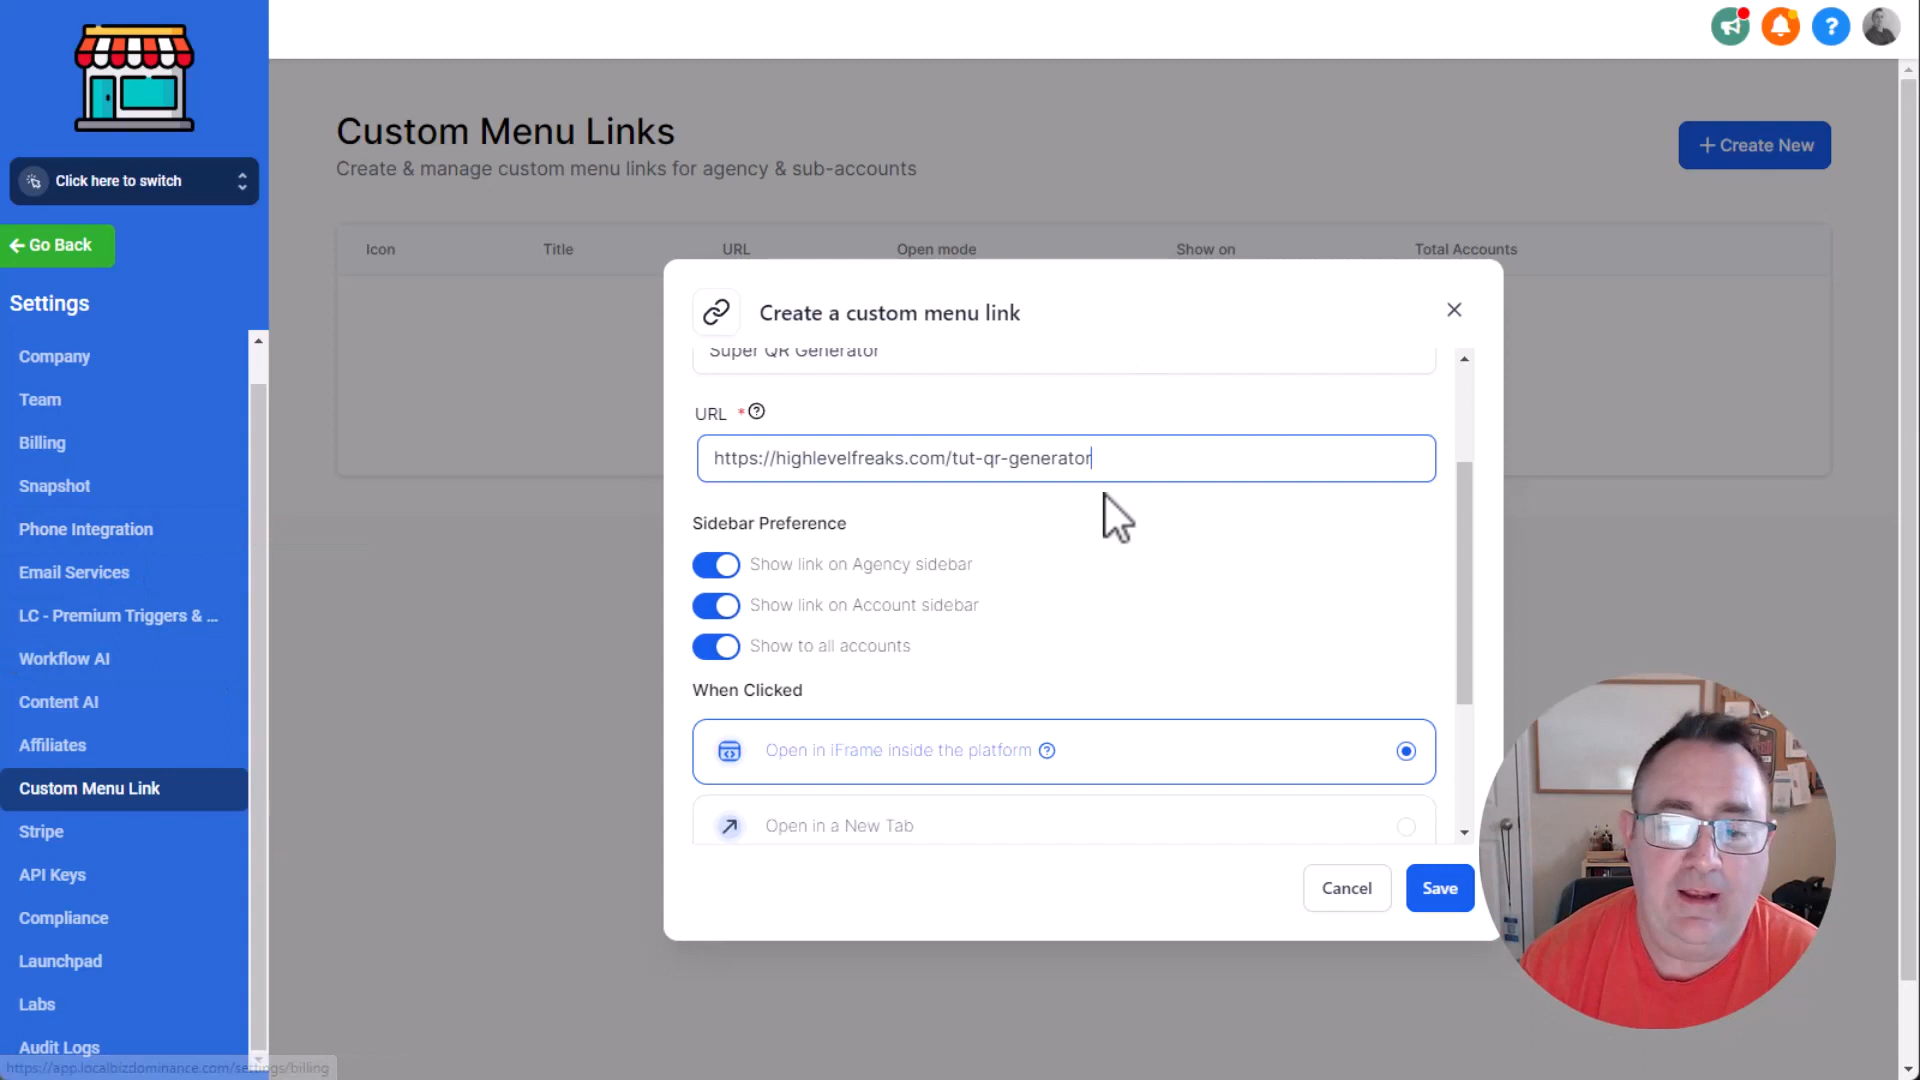 Click here to switch
Go Back
Settings
Company
Team
Billing
Snapshot
Phone Integration
Email Services
LC - Premium Triggers & ...
Workflow AI
Content AI
Affiliates
Custom Menu Link
Stripe
API Keys
Compliance
Launchpad
Labs
Audit Logs
https://app.localbizdominance.com/settings/billing
Custom Menu Links
Create & manage custom menu links for agency & sub-accounts
+ Create New
Icon Title URL Open mode Show on Total Accounts
Create a custom menu link
Super QR Generator
URL *
https://highlevelfreaks.com/tut-qr-generator
Sidebar Preference
Show link on Agency sidebar
Show link on Account sidebar
Show to all accounts
When Clicked
Open in iFrame inside the platform
Open in a New Tab
Cancel Save